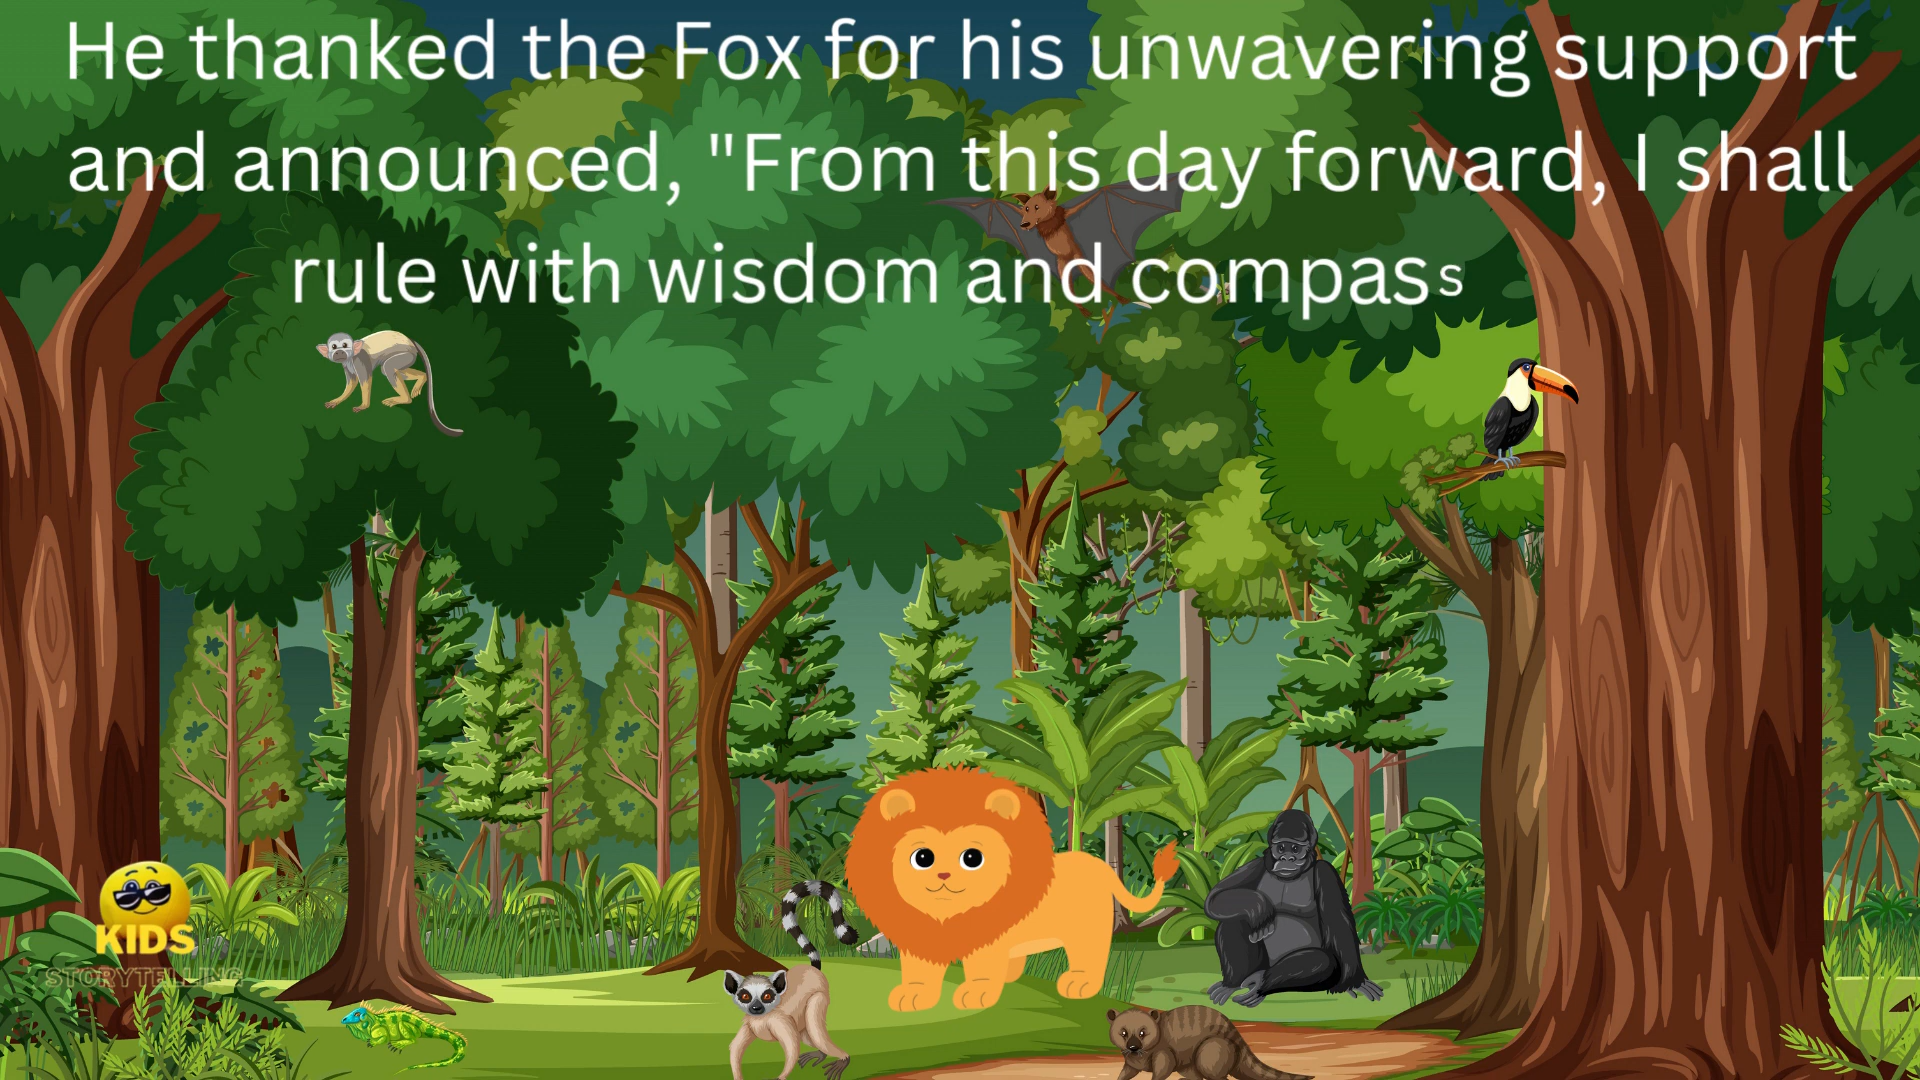 He thanked the Fox for his unwavering support
and announced, "From this day forward, I shall
rule with wisdom and compass
KIDS
STORYTELLING